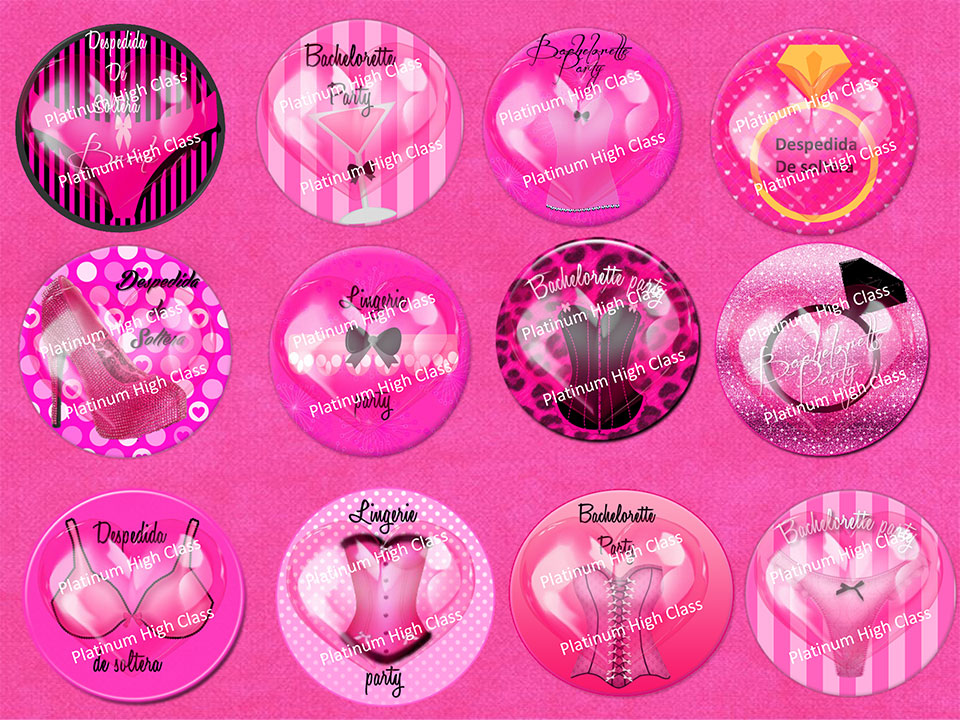 Despedida
De
Soltera
Platinum High Class
Platinum High Class
Bachelorette
Party
Platinum High Class
Platinum High Class
Bachelorette
Party
Platinum High Class
Platinum High Class
Despedida
De soltera
Platinum High Class
Platinum High Class
Despedida
de
Soltera
Platinum High Class
Platinum High Class
Lingerie
party
Platinum High Class
Platinum High Class
Bachelorette party
Platinum High Class
Platinum High Class
Bachelorette
Party
Platinum High Class
Platinum High Class
Despedida
de soltera
Platinum High Class
Platinum High Class
Lingerie
party
Platinum High Class
Platinum High Class
Bachelorette
Party
Platinum High Class
Platinum High Class
Bachelorette party
Platinum High Class
Platinum High Class